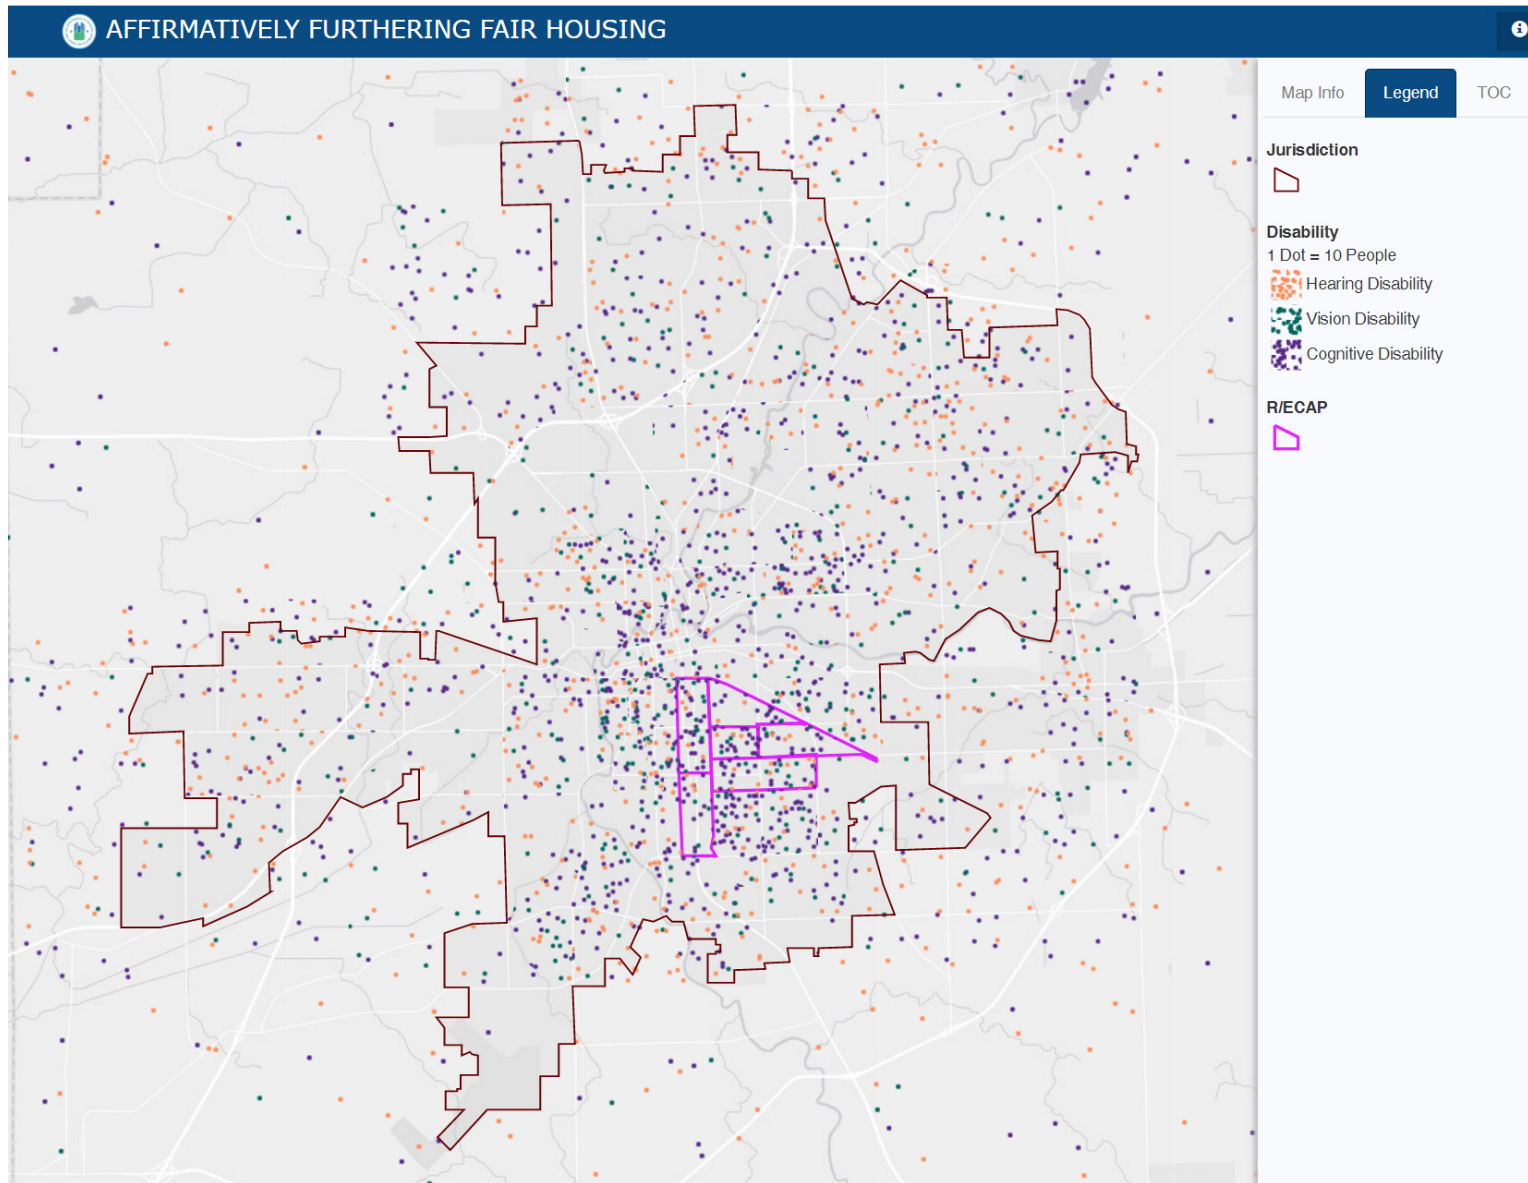 AFFIRMATIVELY FURTHERING FAIR HOUSING
Map Info Legend TOC
Jurisdiction
Disability
1 Dot = 10 People
Hearing Disability
Vision Disability
Cognitive Disability
R/ECAP